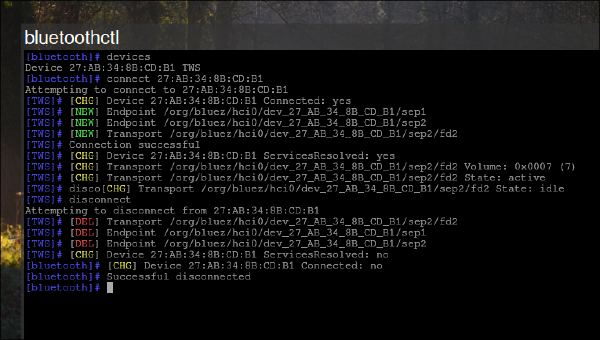 bluetoothctl
[bluetooth]# devices
Device 27:AB:34:8B:CD:B1 TWS
[bluetooth]# connect 27:AB:34:8B:CD:B1
Attempting to connect to 27:AB:34:8B:CD:B1
[TWS]# [CHG] Device 27:AB:34:8B:CD:B1 Connected: yes
[TWS]# [NEW] Endpoint /org/bluez/hci0/dev_27_AB_34_8B_CD_B1/sep1
[TWS]# [NEW] Endpoint /org/bluez/hci0/dev_27_AB_34_8B_CD_B1/sep2
[TWS]# [NEW] Transport /org/bluez/hci0/dev_27_AB_34_8B_CD_B1/sep2/fd2
[TWS]# Connection successful
[TWS]# [CHG] Device 27:AB:34:8B:CD:B1 ServicesResolved: yes
[TWS]# [CHG] Transport /org/bluez/hci0/dev_27_AB_34_8B_CD_B1/sep2/fd2 Volume: 0x0007 (7)
[TWS]# [CHG] Transport /org/bluez/hci0/dev_27_AB_34_8B_CD_B1/sep2/fd2 State: active
[TWS]# disco[CHG] Transport /org/bluez/hci0/dev_27_AB_34_8B_CD_B1/sep2/fd2 State: idle
[TWS]# disconnect
Attempting to disconnect from 27:AB:34:8B:CD:B1
[TWS]# [DEL] Transport /org/bluez/hci0/dev_27_AB_34_8B_CD_B1/sep2/fd2
[TWS]# [DEL] Endpoint /org/bluez/hci0/dev_27_AB_34_8B_CD_B1/sep1
[TWS]# [DEL] Endpoint /org/bluez/hci0/dev_27_AB_34_8B_CD_B1/sep2
[TWS]# [CHG] Device 27:AB:34:8B:CD:B1 ServicesResolved: no
[bluetooth]# [CHG] Device 27:AB:34:8B:CD:B1 Connected: no
[bluetooth]# Successful disconnected
[bluetooth]#